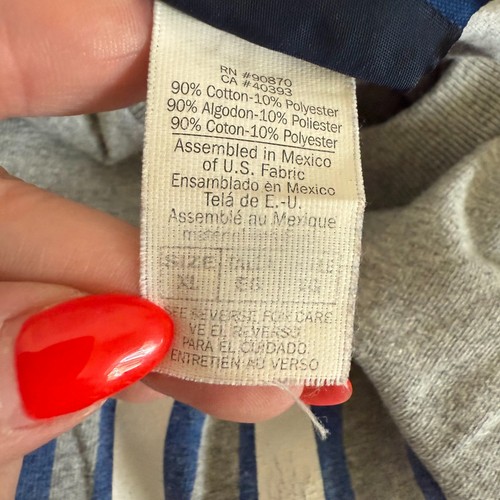 RN #90870
CA #40393
90% Cotton-10% Polyester
90% Algodon-10% Poliester
90% Coton-10% Polyester
Assembled in Mexico
of U.S. Fabric
Ensamblado en Mexico
Telá de E.-U.
Assemblé au Mexique
SIZE
XL
SEE REVERSE FOR CARE
VE EL REVERSO
PARA EL CUIDADO
ENTRETIEN AU VERSO